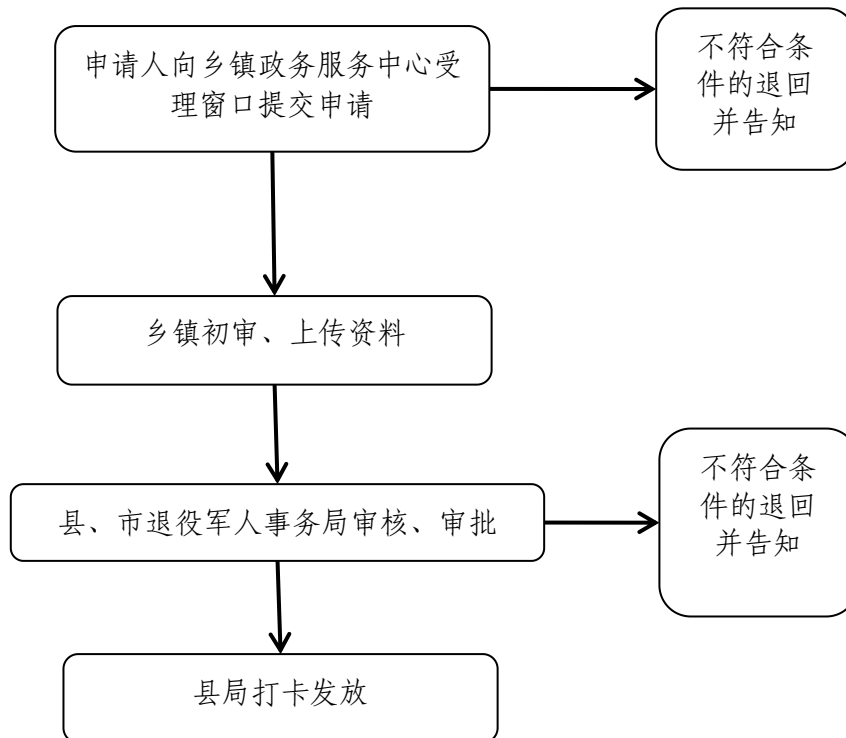 申请人向乡镇政务服务中心受
理窗口提交申请
不符合条
件的退回
并告知
乡镇初审、上传资料
县、市退役军人事务局审核、审批
不符合条
件的退回
并告知
县局打卡发放